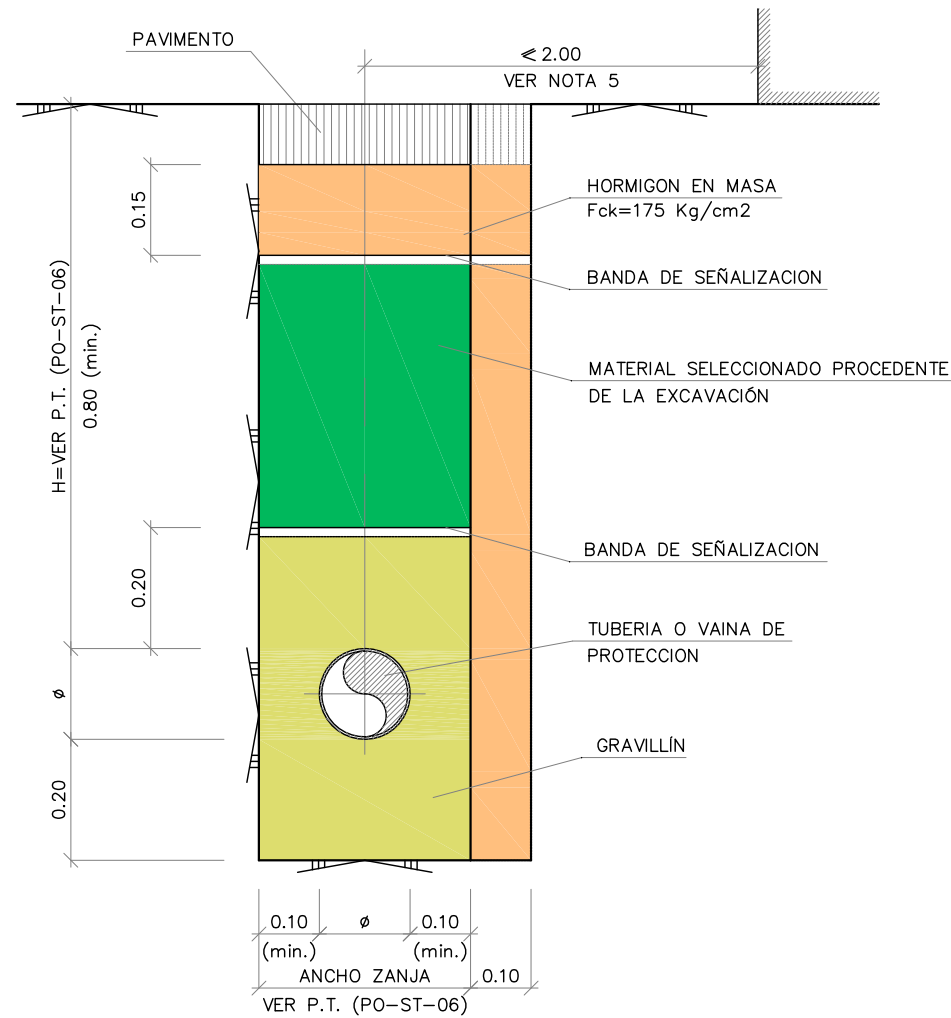 PAVIMENTO
≪ 2.00
VER NOTA 5
HORMIGON EN MASA
Fck=175 Kg/cm2
0.15
BANDA DE SEÑALIZACION
H=VER P.T. (PO-ST-06)
0.80 (min.)
MATERIAL SELECCIONADO PROCEDENTE
DE LA EXCAVACIÓN
BANDA DE SEÑALIZACION
0.20
TUBERIA O VAINA DE
PROTECCION
ø
GRAVILLÍN
0.20
0.10 ø 0.10
(min.) (min.)
ANCHO ZANJA 0.10
VER P.T. (PO-ST-06)